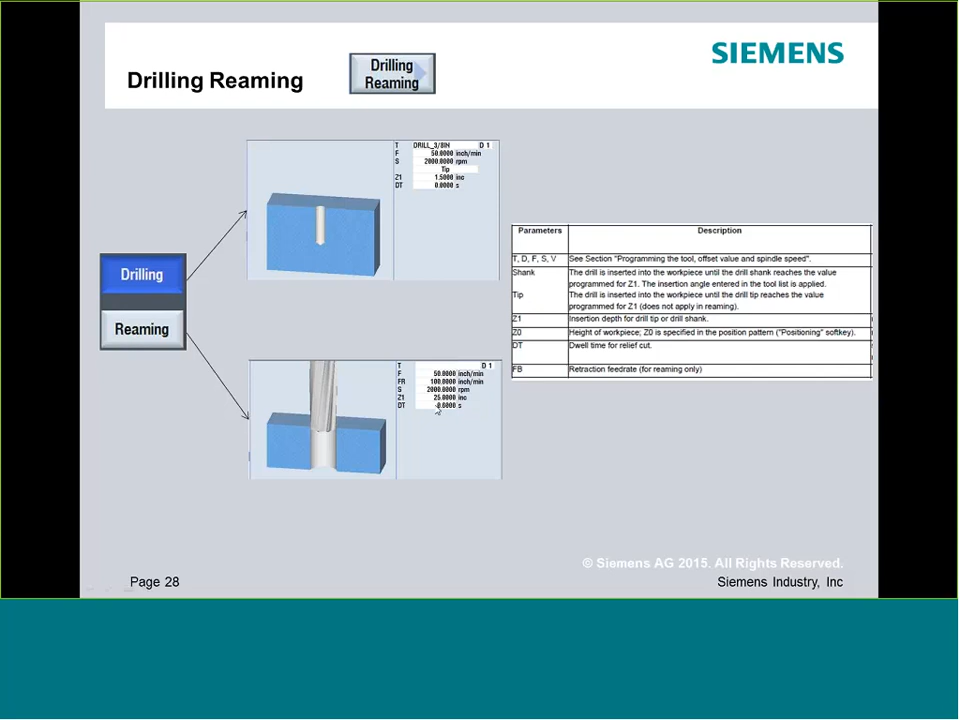 SIEMENS
Drilling Reaming
Drilling
Reaming
T DRILL_3/8IN D 1
F 50.0000 inch/min
S 2000.0000 rpm
Tip
Z1 1.5000 inc
DT 0.0000 s
Drilling
Reaming
T D 1
F 50.0000 inch/min
FR 100.0000 inch/min
S 2000.0000 rpm
Z1 25.0000 inc
DT
s
Parameters Description
T, D, F, S, V See Section "Programming the tool, offset value and spindle speed".
Shank The drill is inserted into the workpiece until the drill shank reaches the value
programmed for Z1. The insertion angle entered in the tool list is applied.
Tip The drill is inserted into the workpiece until the drill tip reaches the value
programmed for Z1 (does not apply in reaming).
Z1 Insertion depth for drill tip or drill shank.
Z0 Height of workpiece; Z0 is specified in the position pattern ("Positioning" softkey).
DT Dwell time for relief cut.
FB Retraction feedrate (for reaming only)
© Siemens AG 2015. All Rights Reserved.
Page 28 Siemens Industry, Inc